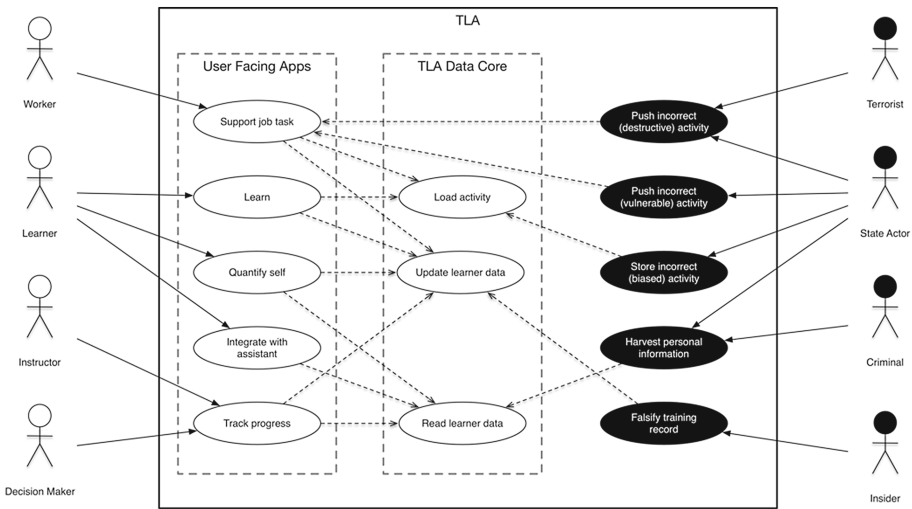 TLA
User Facing Apps
TLA Data Core
Worker
Support job task
Push incorrect
(destructive) activity
Terrorist
Learner
Learn
Load activity
Push incorrect
(vulnerable) activity
State Actor
Quantify self
Update learner data
Store incorrect
(biased) activity
Instructor
Integrate with
assistant
Harvest personal
information
Criminal
Decision Maker
Track progress
Read learner data
Falsify training
record
Insider